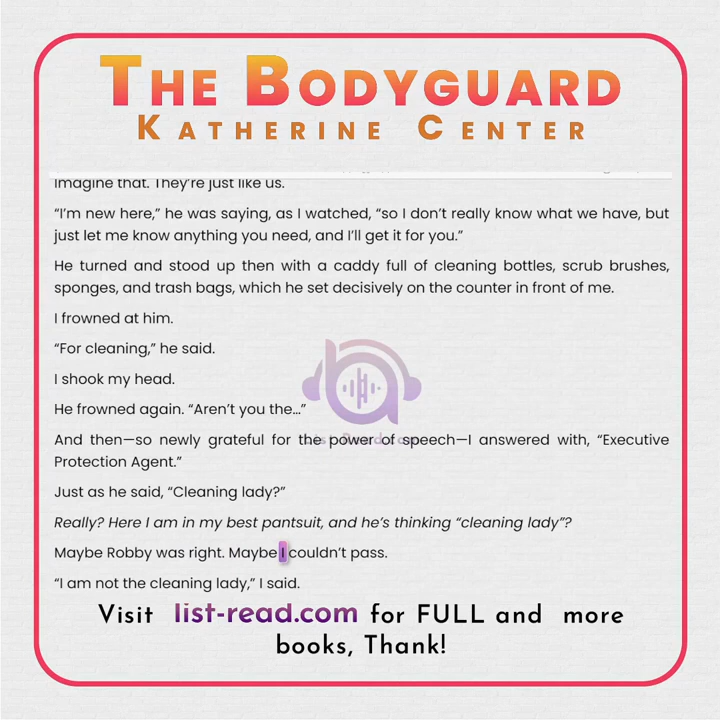 THE BODYGUARD
KATHERINE CENTER
Imagine that. They're just like us.
“I'm new here,” he was saying, as I watched, “so I don't really know what we have, but
just let me know anything you need, and I'll get it for you.”
He turned and stood up then with a caddy full of cleaning bottles, scrub brushes,
sponges, and trash bags, which he set decisively on the counter in front of me.
I frowned at him.
“For cleaning,” he said.
I shook my head.
He frowned again. “Aren't you the…”
And then—so newly grateful for the power of speech—I answered with, “Executive
Protection Agent.”
Just as he said, “Cleaning lady?”
Really? Here I am in my best pantsuit, and he's thinking “cleaning lady”?
Maybe Robby was right. Maybe I couldn't pass.
“I am not the cleaning lady,” I said.
Visit list-read.com for FULL and more
books, Thank!